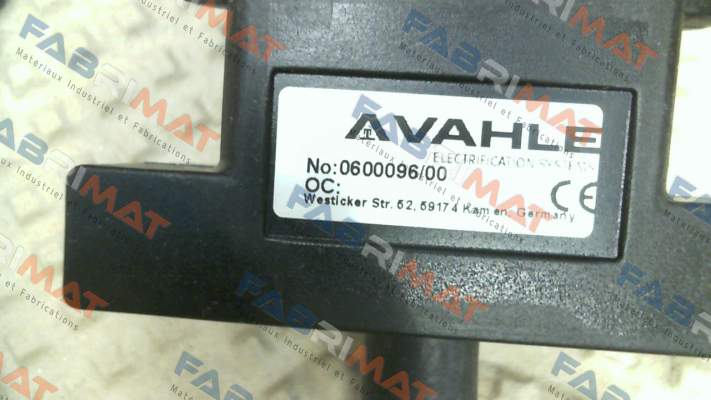 VAHLE
ELECTRIFICATION SYSTEMS
No:0600096/00
OC:
CE
Westicker Str. 52, 59174 Kamen, Germany
FABRIMAT
Materiaux Industriel et Fabrications